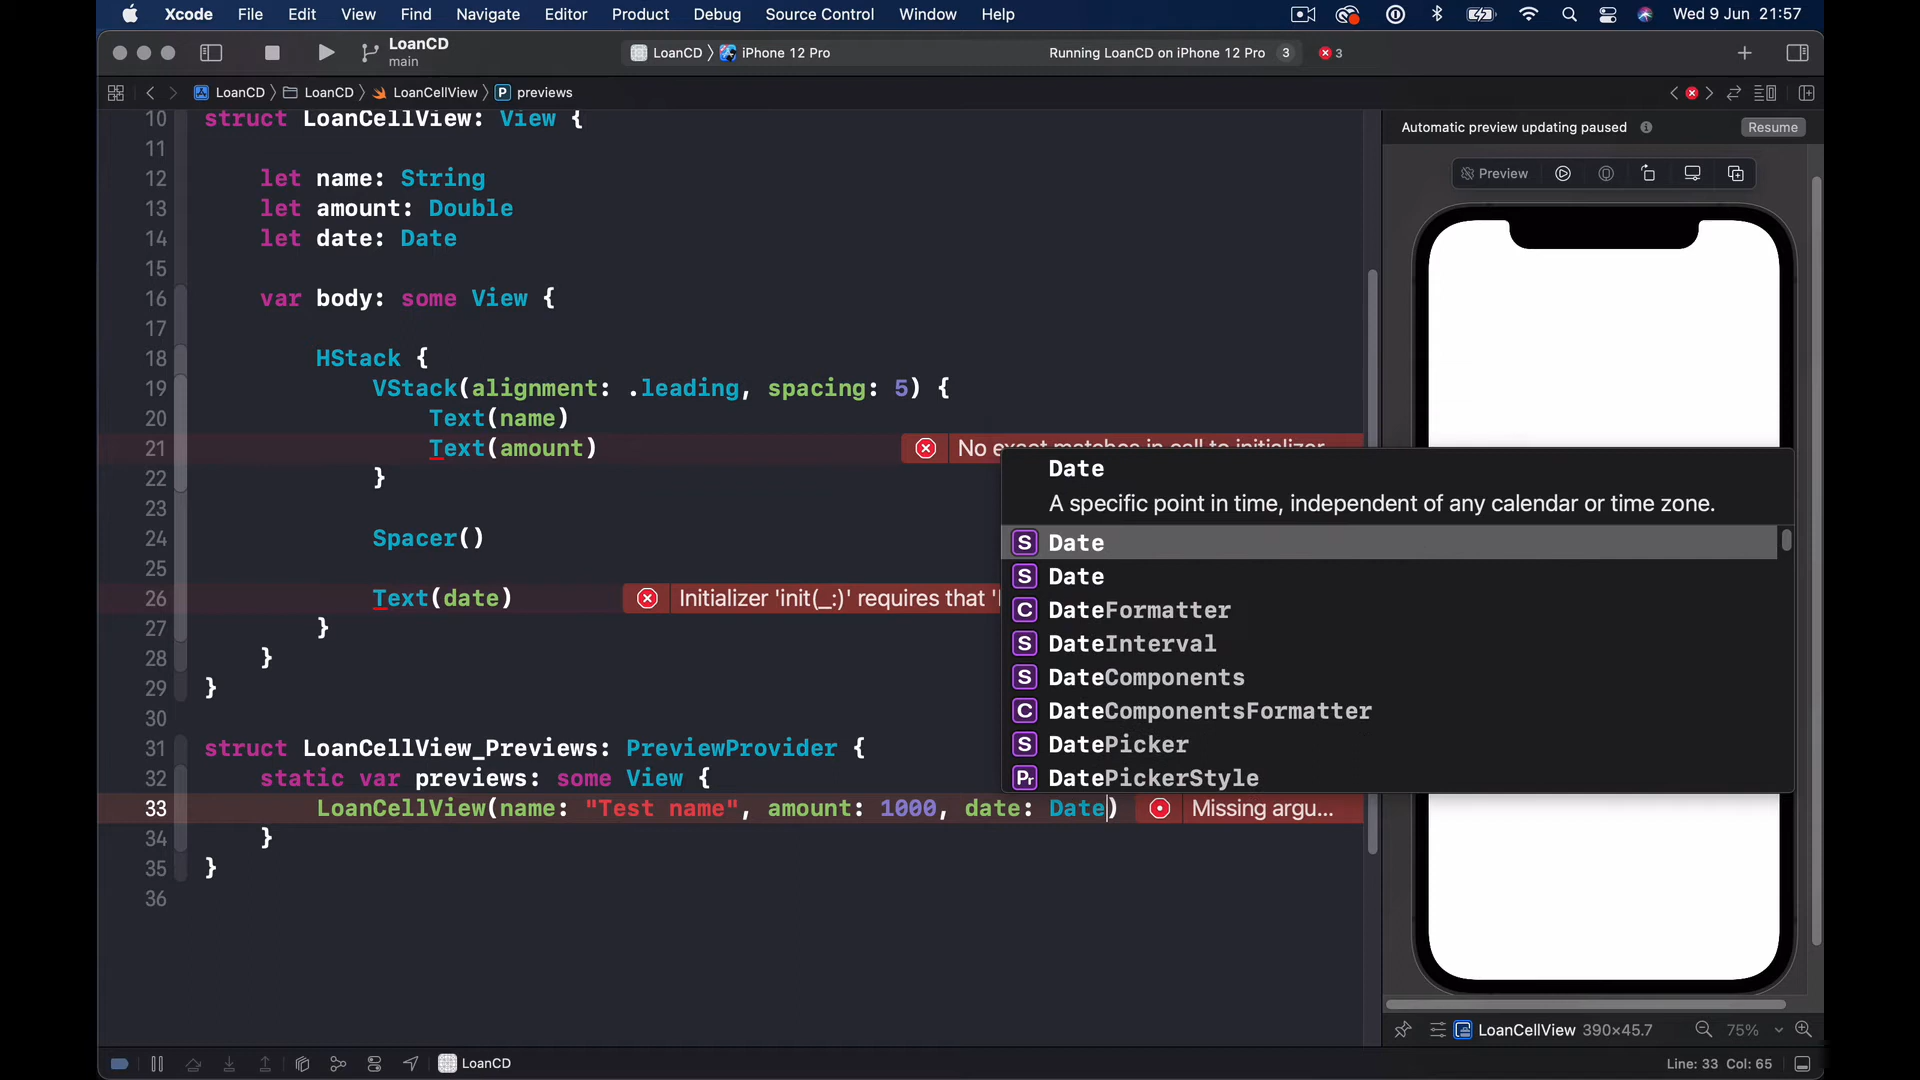 Xcode File Edit View Find Navigate Editor Product Debug Source Control Window Help Wed 9 Jun 21:57
LoanCD
main
LoanCD 〉 iPhone 12 Pro
Running LoanCD on iPhone 12 Pro 3 3
LoanCD 〉 LoanCD 〉 LoanCellView 〉 P previews
10 struct LoanCellView: View {
11
12 let name: String
13 let amount: Double
14 let date: Date
15
16 var body: some View {
17
18 HStack {
19 VStack(alignment: .leading, spacing: 5) {
20 Text(name)
21 Text(amount) No exact matches in call to initializer
22 }
23
24 Spacer()
25
26 Text(date) Initializer 'init(_:)' requires that '
27 }
28 }
29 }
30
31 struct LoanCellView_Previews: PreviewProvider {
32 static var previews: some View {
33 LoanCellView(name: "Test name", amount: 1000, date: Date) Missing argu...
34 }
35 }
36
Date
A specific point in time, independent of any calendar or time zone.
S Date
S Date
C DateFormatter
S DateInterval
S DateComponents
C DateComponentsFormatter
S DatePicker
Pr DatePickerStyle
Automatic preview updating paused Resume
Preview
LoanCellView 390×45.7 75%
LoanCD
Line: 33 Col: 65